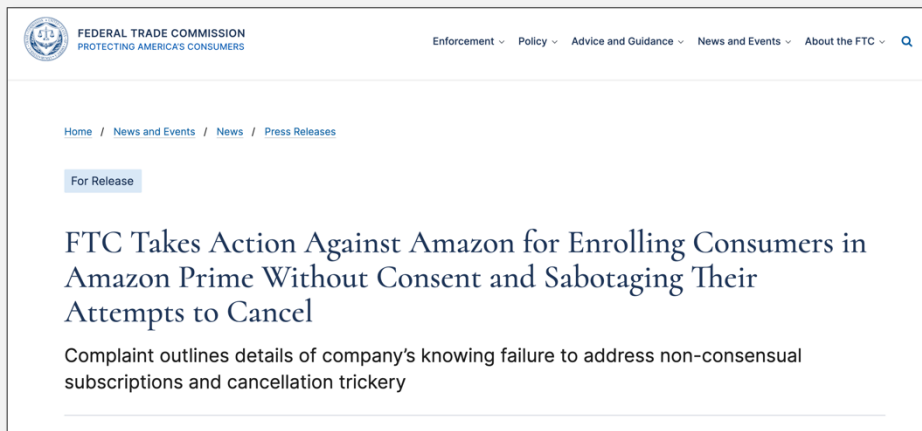 FEDERAL TRADE COMMISSION
PROTECTING AMERICA'S CONSUMERS
Enforcement Policy Advice and Guidance News and Events About the FTC
Home / News and Events / News / Press Releases
For Release
FTC Takes Action Against Amazon for Enrolling Consumers in
Amazon Prime Without Consent and Sabotaging Their
Attempts to Cancel
Complaint outlines details of company's knowing failure to address non-consensual
subscriptions and cancellation trickery